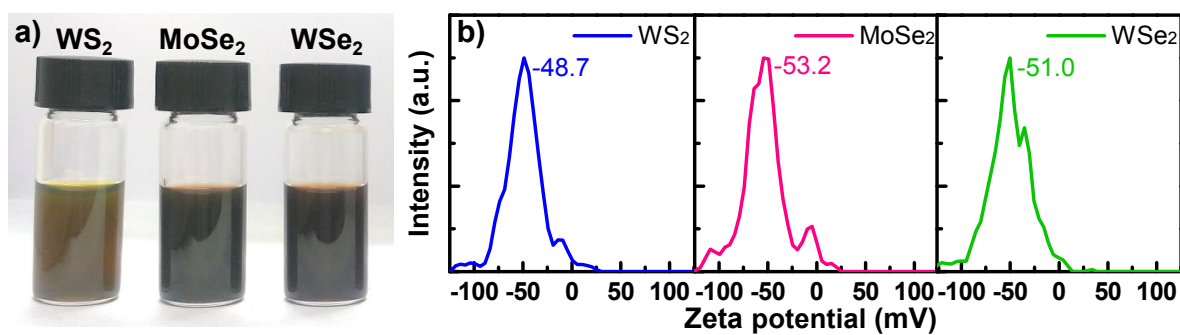 a)
WS₂ MoSe₂ WSe₂
b)
WS₂
-48.7
MoSe₂
-53.2
WSe₂
-51.0
Intensity (a.u.)
-100 -50 0 50 100 -100 -50 0 50 100 -100 -50 0 50 100
Zeta potential (mV)